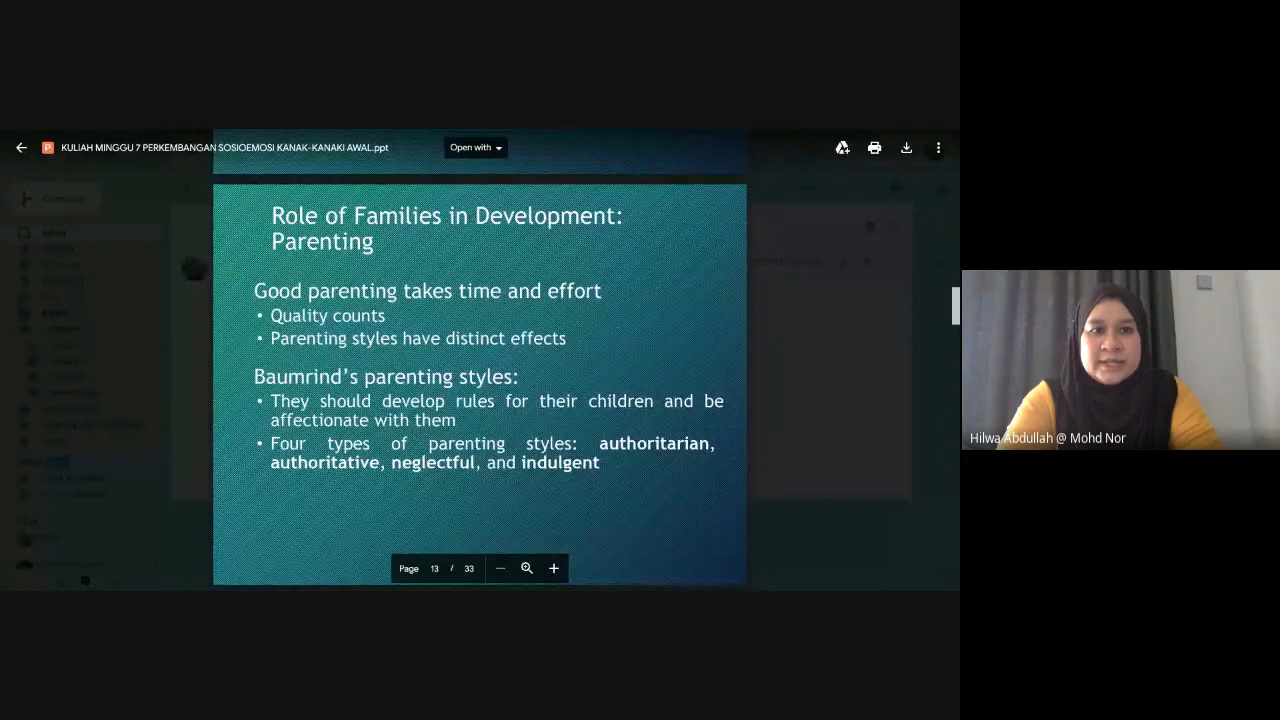 KULIAH MINGGU 7 PERKEMBANGAN SOSIOEMOSI KANAK-KANAKI AWAL.ppt
Open with
Role of Families in Development:
Parenting
Good parenting takes time and effort
• Quality counts
• Parenting styles have distinct effects
Baumrind’s parenting styles:
• They should develop rules for their children and be
affectionate with them
• Four types of parenting styles: authoritarian,
authoritative, neglectful, and indulgent
Page 13 / 33
Hilwa Abdullah @ Mohd Nor